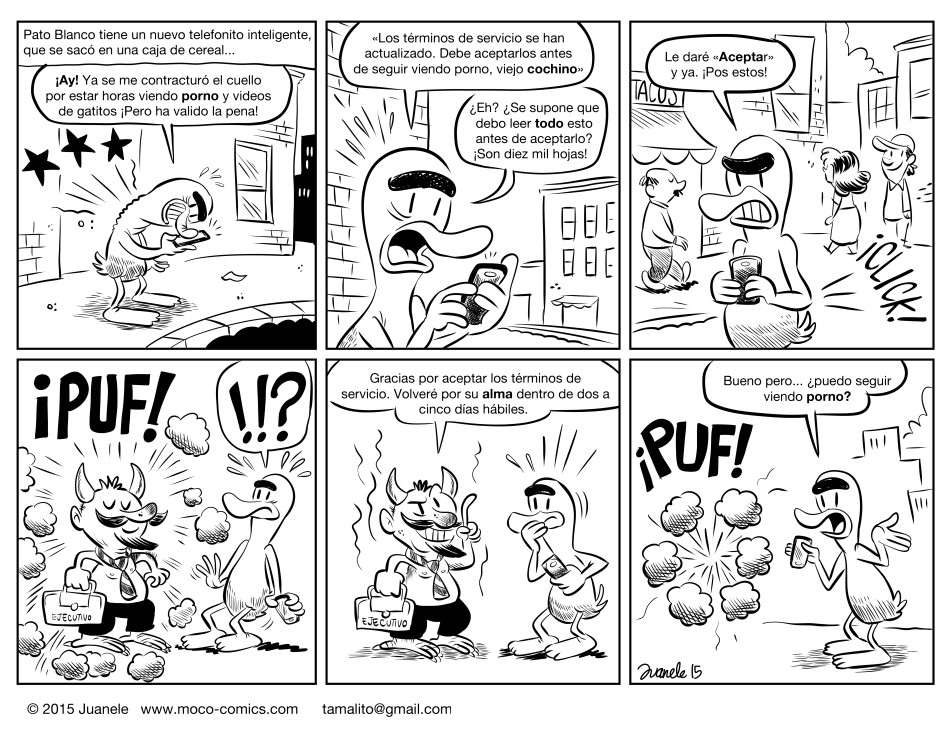 Pato Blanco tiene un nuevo telefonito inteligente,
que se sacó en una caja de cereal...
¡Ay! Ya se me contracturó el cuello
por estar horas viendo porno y videos
de gatitos ¡Pero ha valido la pena!
«Los términos de servicio se han
actualizado. Debe aceptarlos antes
de seguir viendo porno, viejo cochino»
¿Eh? ¿Se supone que
debo leer todo esto
antes de aceptarlo?
¡Son diez mil hojas!
Le daré «Aceptar»
y ya. ¡Pos estos!
TACOS
¡CLICK!
¡PUF!
!!?
EJECUTIVO
Gracias por aceptar los términos de
servicio. Volveré por su alma dentro de dos a
cinco días hábiles.
EJECUTIVO
Bueno pero... ¿puedo seguir
viendo porno?
¡PUF!
Juanele 15
© 2015 Juanele www.moco-comics.com tamalito@gmail.com